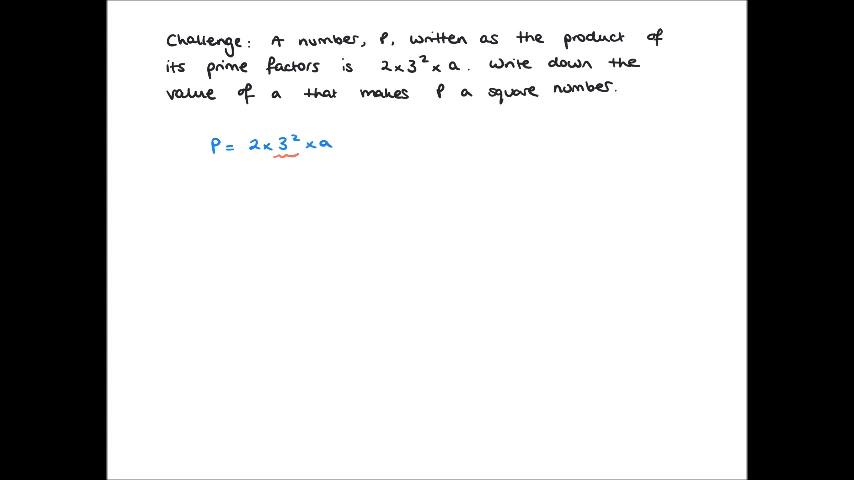 Challenge: A number, P, written as the product of
its prime factors is 2×3²×a. Write down the
value of a that makes P a square number.
P = 2×3²×a